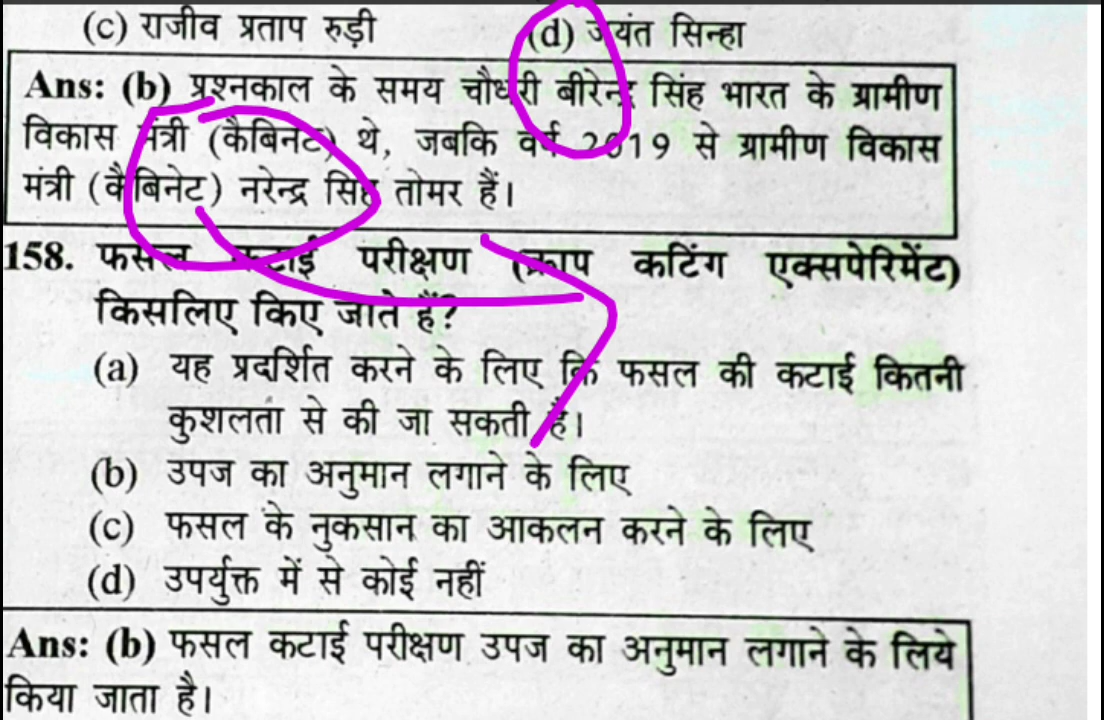 (c) राजीव प्रताप रुड़ी (d) जयंत सिन्हा
Ans: (b) प्रश्नकाल के समय चौधरी बीरेन्द्र सिंह भारत के ग्रामीण
विकास मंत्री (कैबिनेट) थे, जबकि वर्ष 2019 से ग्रामीण विकास
मंत्री (कैबिनेट) नरेन्द्र सिंह तोमर हैं।
158. फसल कटाई परीक्षण (क्राप कटिंग एक्सपेरिमेंट)
किसलिए किए जाते हैं?
(a) यह प्रदर्शित करने के लिए कि फसल की कटाई कितनी
कुशलता से की जा सकती है।
(b) उपज का अनुमान लगाने के लिए
(c) फसल के नुकसान का आकलन करने के लिए
(d) उपर्युक्त में से कोई नहीं
Ans: (b) फसल कटाई परीक्षण उपज का अनुमान लगाने के लिये
किया जाता है।